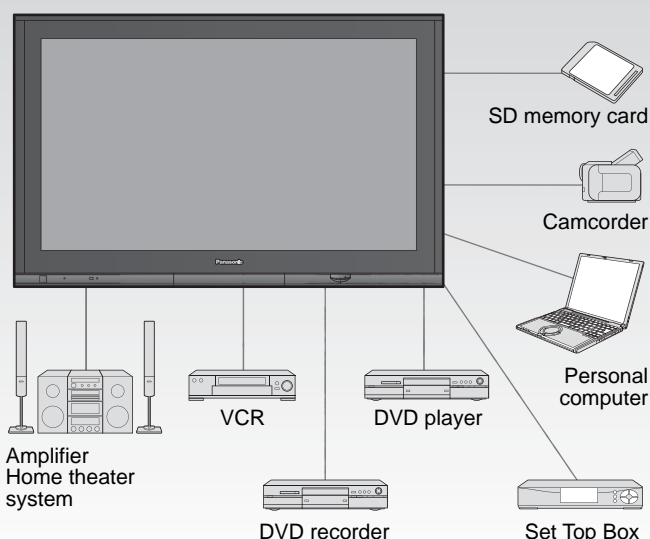 Panasonic
SD memory card
Camcorder
Personal
computer
VCR
DVD player
Amplifier
Home theater
system
DVD recorder
Set Top Box